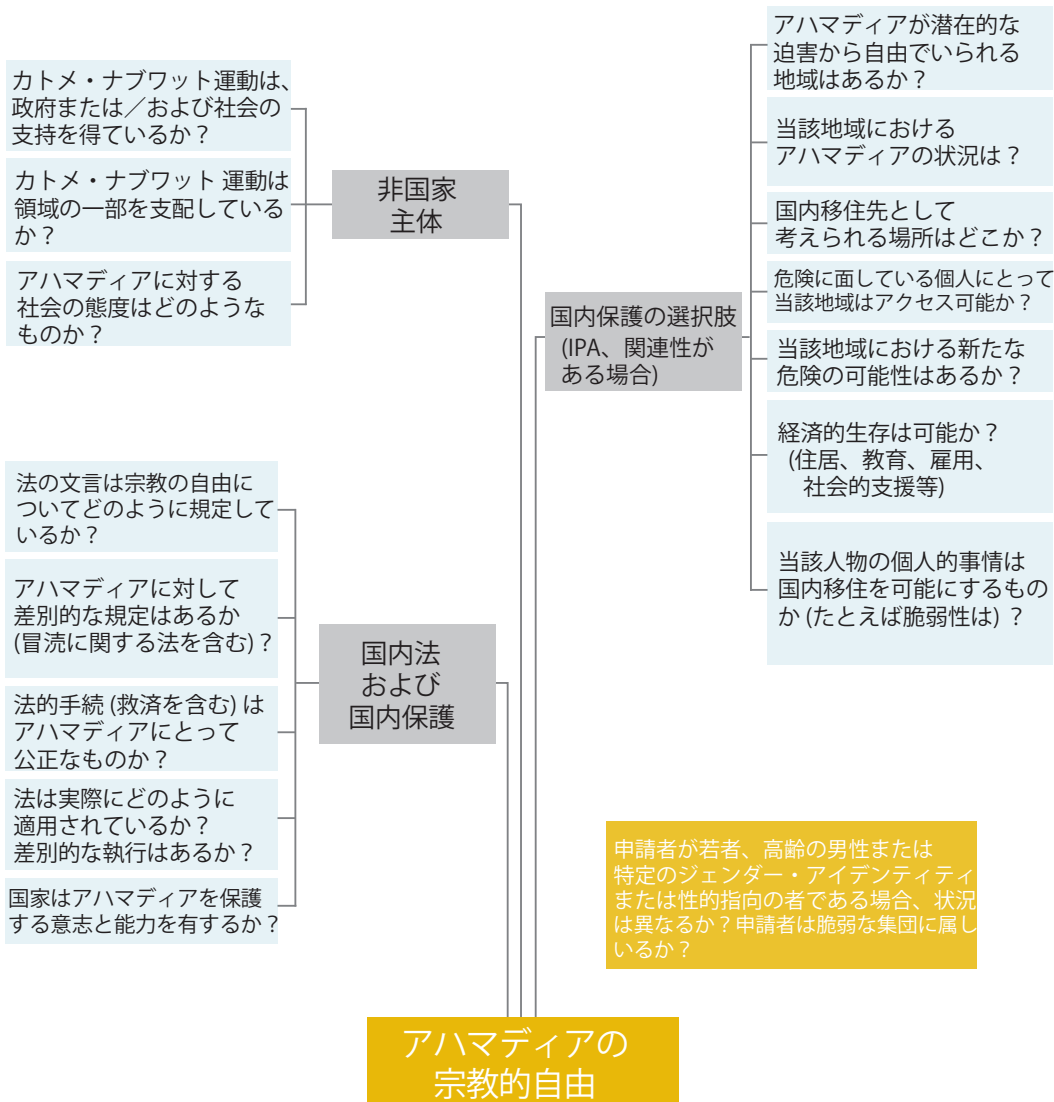 カトメ・ナブワット運動は、
政府または／および社会の
支持を得ているか？
カトメ・ナブワット 運動は
領域の一部を支配している
か？
アハマディアに対する
社会の態度はどのような
ものか？
非国家
主体
アハマディアが潜在的な
迫害から自由でいられる
地域はあるか？
当該地域における
アハマディアの状況は？
国内移住先として
考えられる場所はどこか？
危険に面している個人にとって
当該地域はアクセス可能か？
当該地域における新たな
危険の可能性はあるか？
経済的生存は可能か？
(住居、教育、雇用、
社会的支援等)
当該人物の個人的事情は
国内移住を可能にするもの
か (たとえば脆弱性は) ？
国内保護の選択肢
(IPA、関連性が
ある場合)
法の文言は宗教の自由に
ついてどのように規定して
いるか？
アハマディアに対して
差別的な規定はあるか
(冒涜に関する法を含む)？
法的手続 (救済を含む) は
アハマディアにとって
公正なものか？
法は実際にどのように
適用されているか？
差別的な執行はあるか？
国家はアハマディアを保護
する意志と能力を有するか？
国内法
および
国内保護
申請者が若者、高齢の男性または
特定のジェンダー・アイデンティティ
または性的指向の者である場合、状況
は異なるか？申請者は脆弱な集団に属し
いるか？
アハマディアの
宗教的自由